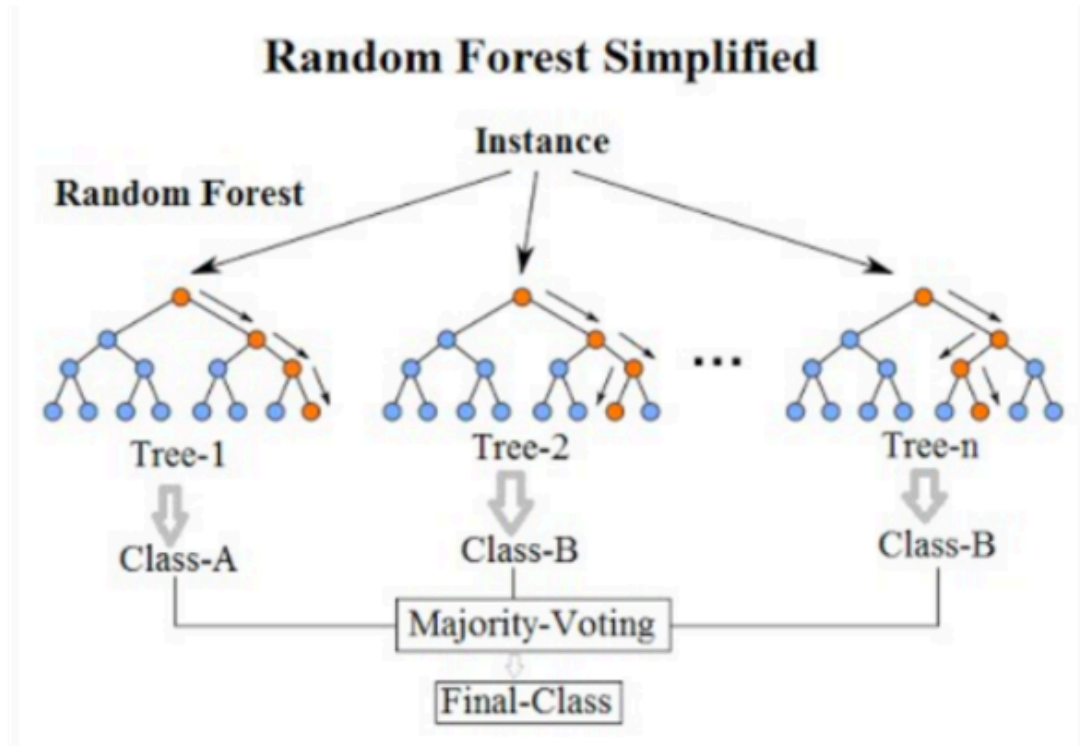 Random Forest Simplified
Instance
Random Forest
...
Tree-1
Tree-2
Tree-n
Class-A
Class-B
Class-B
Majority-Voting
Final-Class